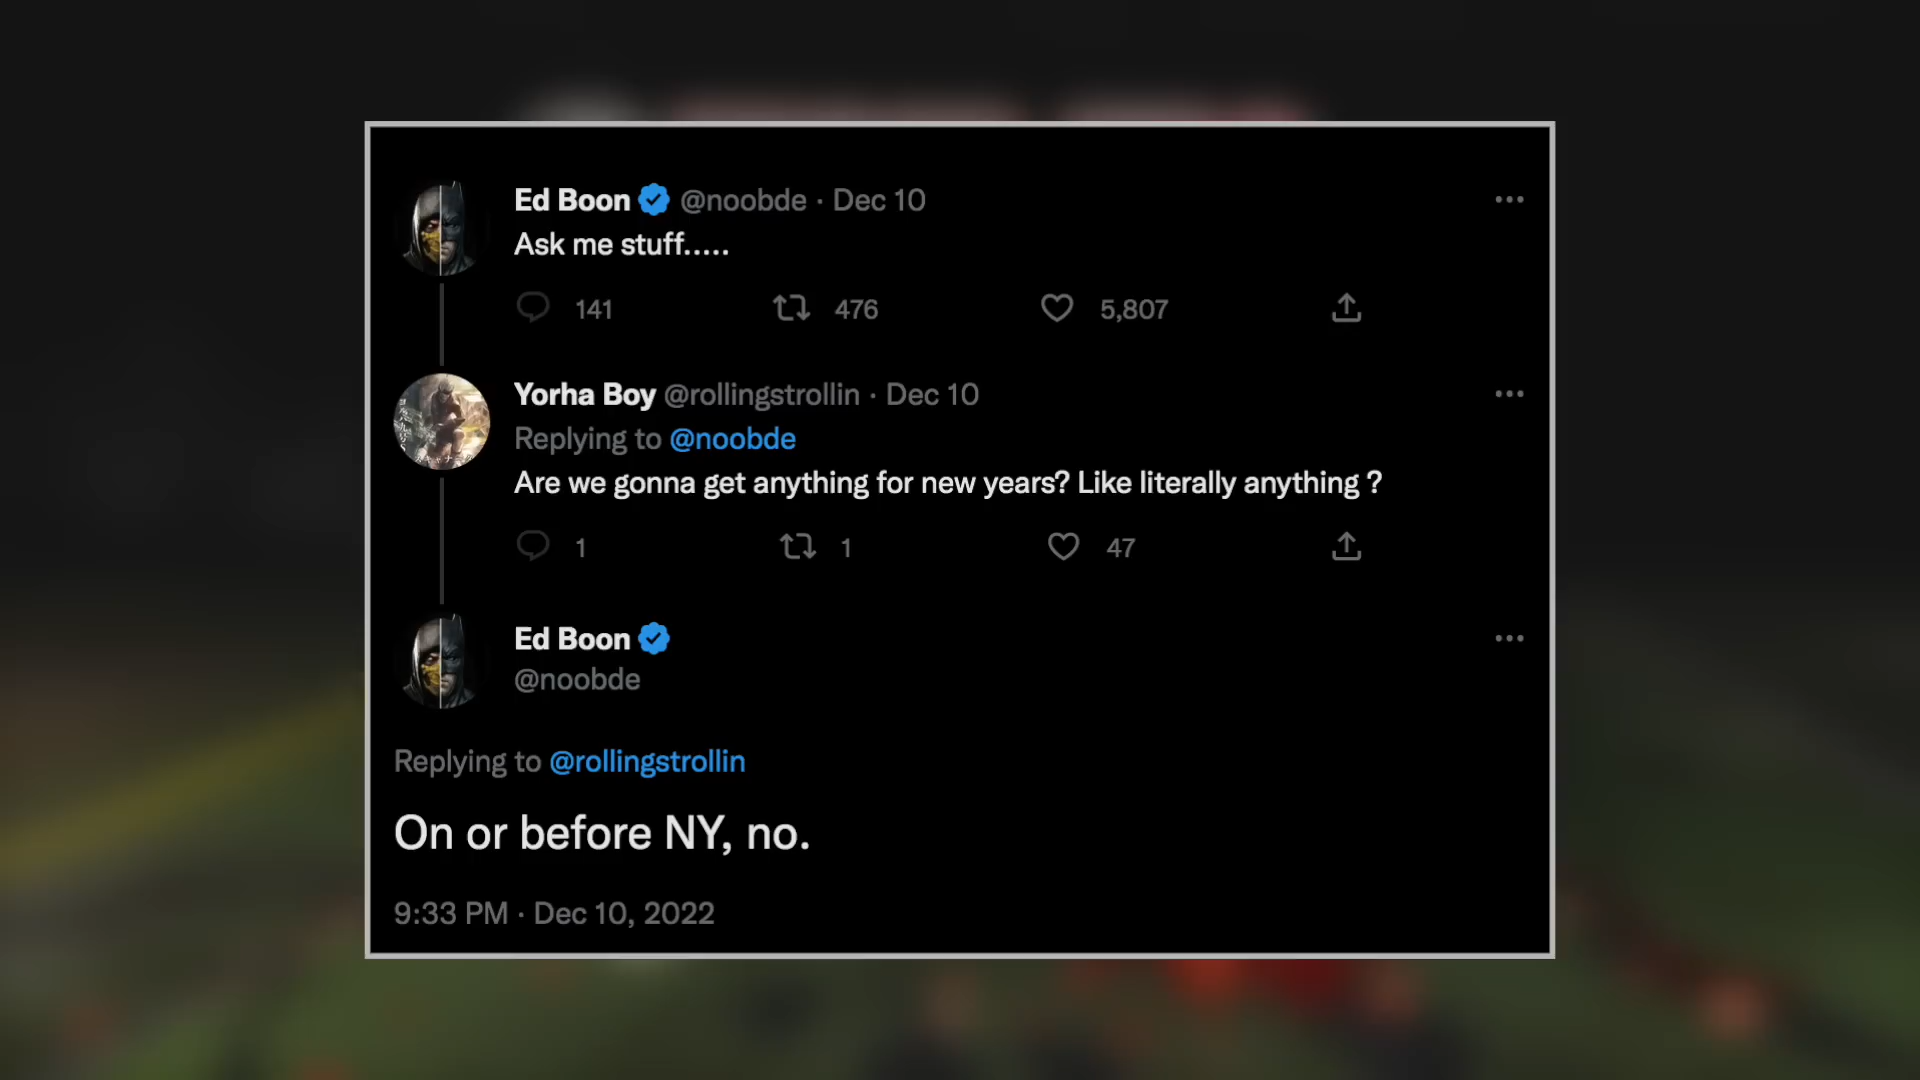 Ed Boon @noobde · Dec 10
Ask me stuff.....
141 476 5,807
Yorha Boy @rollingstrollin · Dec 10
Replying to @noobde
Are we gonna get anything for new years? Like literally anything ?
1 1 47
Ed Boon
@noobde
Replying to @rollingstrollin
On or before NY, no.
9:33 PM · Dec 10, 2022